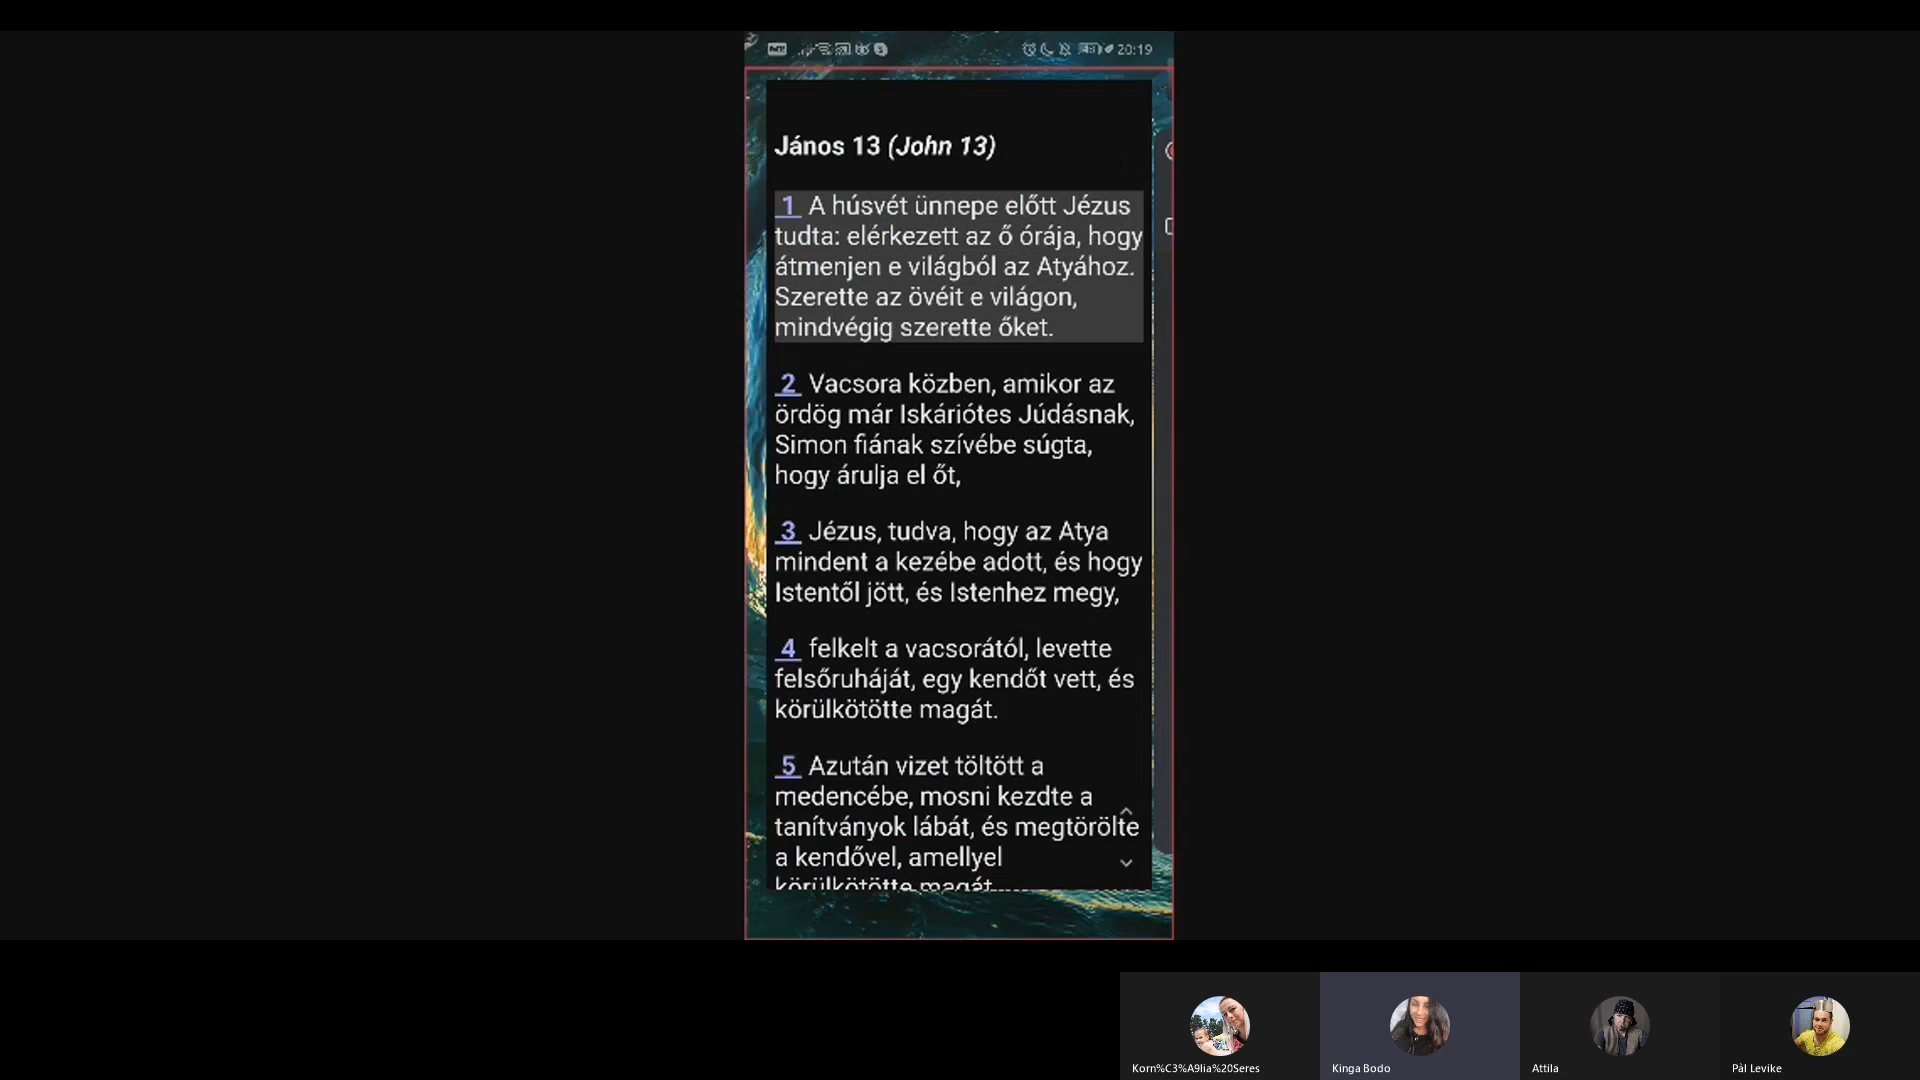 20:19
János 13 (John 13)
1 A húsvét ünnepe előtt Jézus
tudta: elérkezett az ő órája, hogy
átmenjen e világból az Atyához.
Szerette az övéit e világon,
mindvégig szerette őket.
2 Vacsora közben, amikor az
ördög már Iskáriótes Júdásnak,
Simon fiának szívébe súgta,
hogy árulja el őt,
3 Jézus, tudva, hogy az Atya
mindent a kezébe adott, és hogy
Istentől jött, és Istenhez megy,
4 felkelt a vacsorától, levette
felsőruháját, egy kendőt vett, és
körülkötötte magát.
5 Azután vizet töltött a
medencébe, mosni kezdte a
tanítványok lábát, és megtörölte
a kendővel, amellyel
körülkötötte magát
Korn%C3%A9lia%20Seres
Kinga Bodo
Attila
Pàl Levike